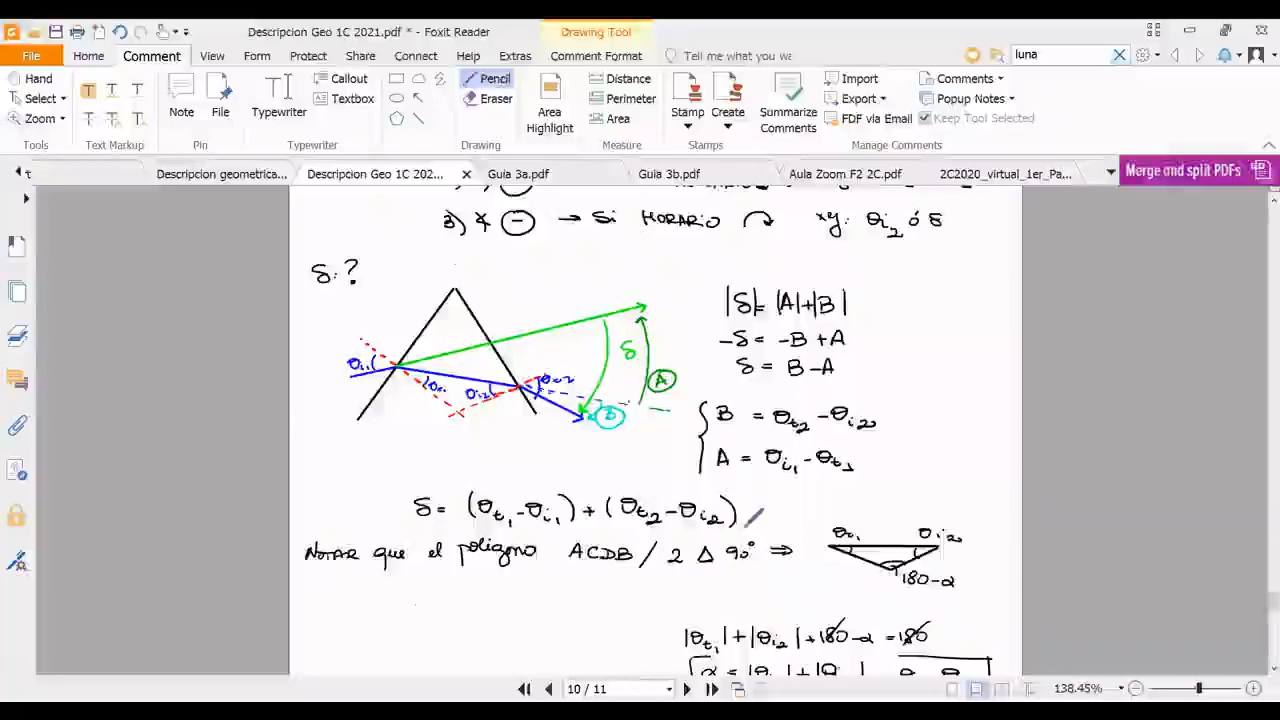 Descripcion Geo 1C 2021.pdf * - Foxit Reader
Drawing Tool
File Home Comment View Form Protect Share Connect Help Extras Comment Format Tell me what you wa luna
Hand
Select
Zoom
Tools
Text Markup
Note
File
Pin
Typewriter
Callout
Textbox
Typewriter
Pencil
Eraser
Drawing
Area Highlight
Distance
Perimeter
Area
Measure
Stamp
Create
Stamps
Summarize Comments
Import
Export
FDF via Email
Comments
Popup Notes
Keep Tool Selected
Manage Comments
t Descripcion geometrica... Descripcion Geo 1C 202... Guia 3a.pdf Guia 3b.pdf Aula Zoom F2 2C.pdf 2C2020_virtual_1er_Pa... Merge and split PDFs
3) ∢ ⊖ → Si HORARIO θi2 ó δ
δ:?
|δ|=|A|+|B|
-δ = -B + A
δ = B - A
θi1
θi2
δ
A
B
B = θt2 - θi2
A = θi1 - θt1
δ = (θt1 - θi1) + (θt2 - θi2)
NOTAR que el polígono ACDB / 2 Δ 90° ⇒
θi2
180-α
|θt1| + |θi2| + 180 - α = 180
10 / 11
138.45%